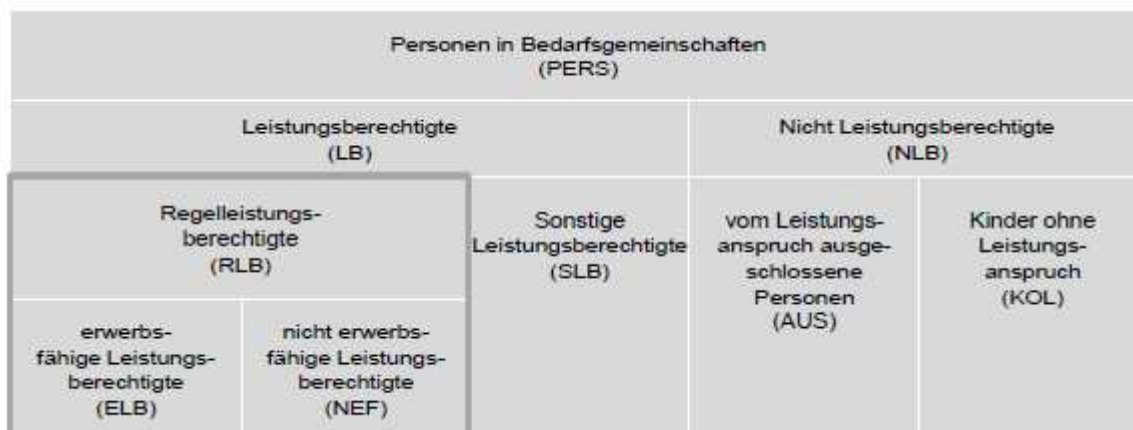 Personen in Bedarfsgemeinschaften
(PERS)
Leistungsberechtigte
(LB)
Nicht Leistungsberechtigte
(NLB)
Regelleistungs-
berechtigte
(RLB)
Sonstige
Leistungsberechtigte
(SLB)
vom Leistungs-
anspruch ausge-
schlossene
Personen
(AUS)
Kinder ohne
Leistungs-
anspruch
(KOL)
erwerbs-
fähige Leistungs-
berechtigte
(ELB)
nicht erwerbs-
fähige Leistungs-
berechtigte
(NEF)